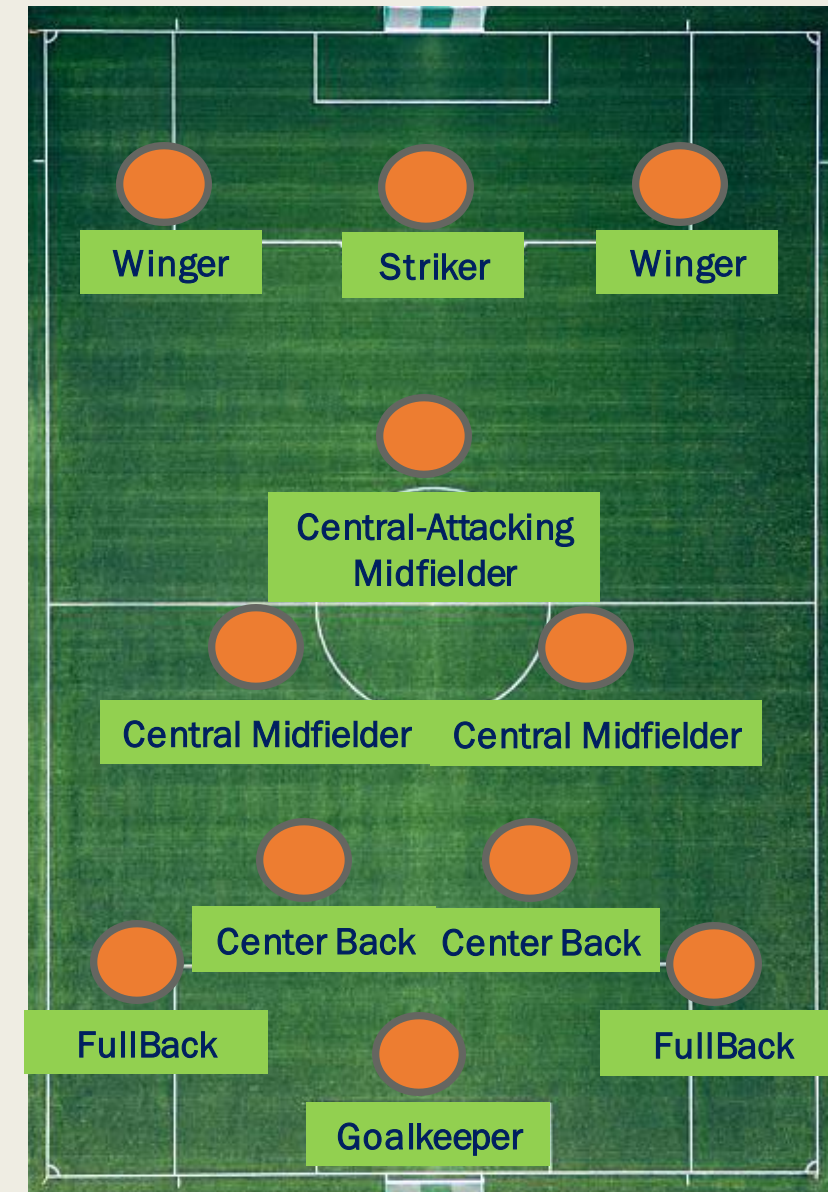 Winger
Striker
Winger
Central-Attacking
Midfielder
Central Midfielder
Central Midfielder
Center Back
Center Back
FullBack
FullBack
Goalkeeper